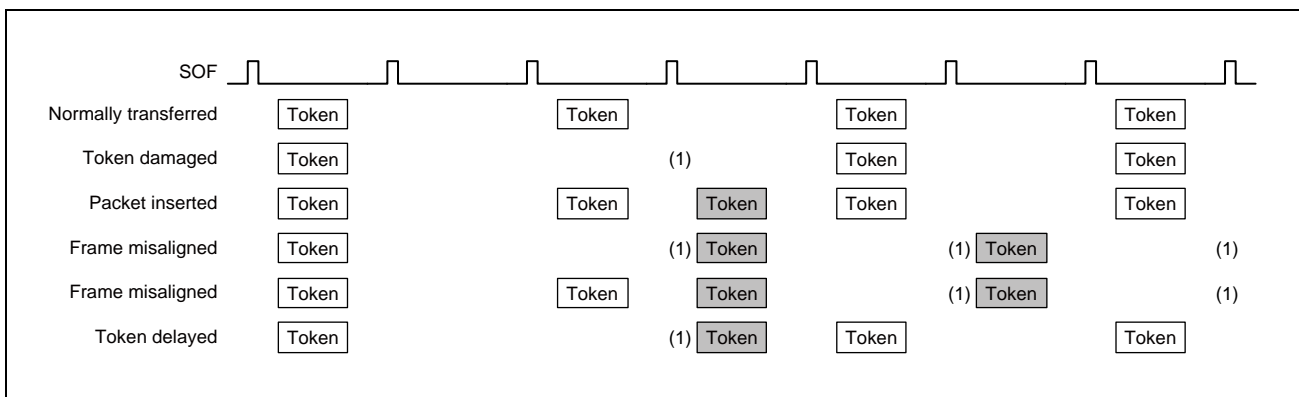 SOF
Normally transferred Token Token Token Token
Token damaged Token (1) Token Token
Packet inserted Token Token Token Token Token
Frame misaligned Token (1) Token (1) Token (1)
Frame misaligned Token Token Token (1) Token (1)
Token delayed Token (1) Token Token Token